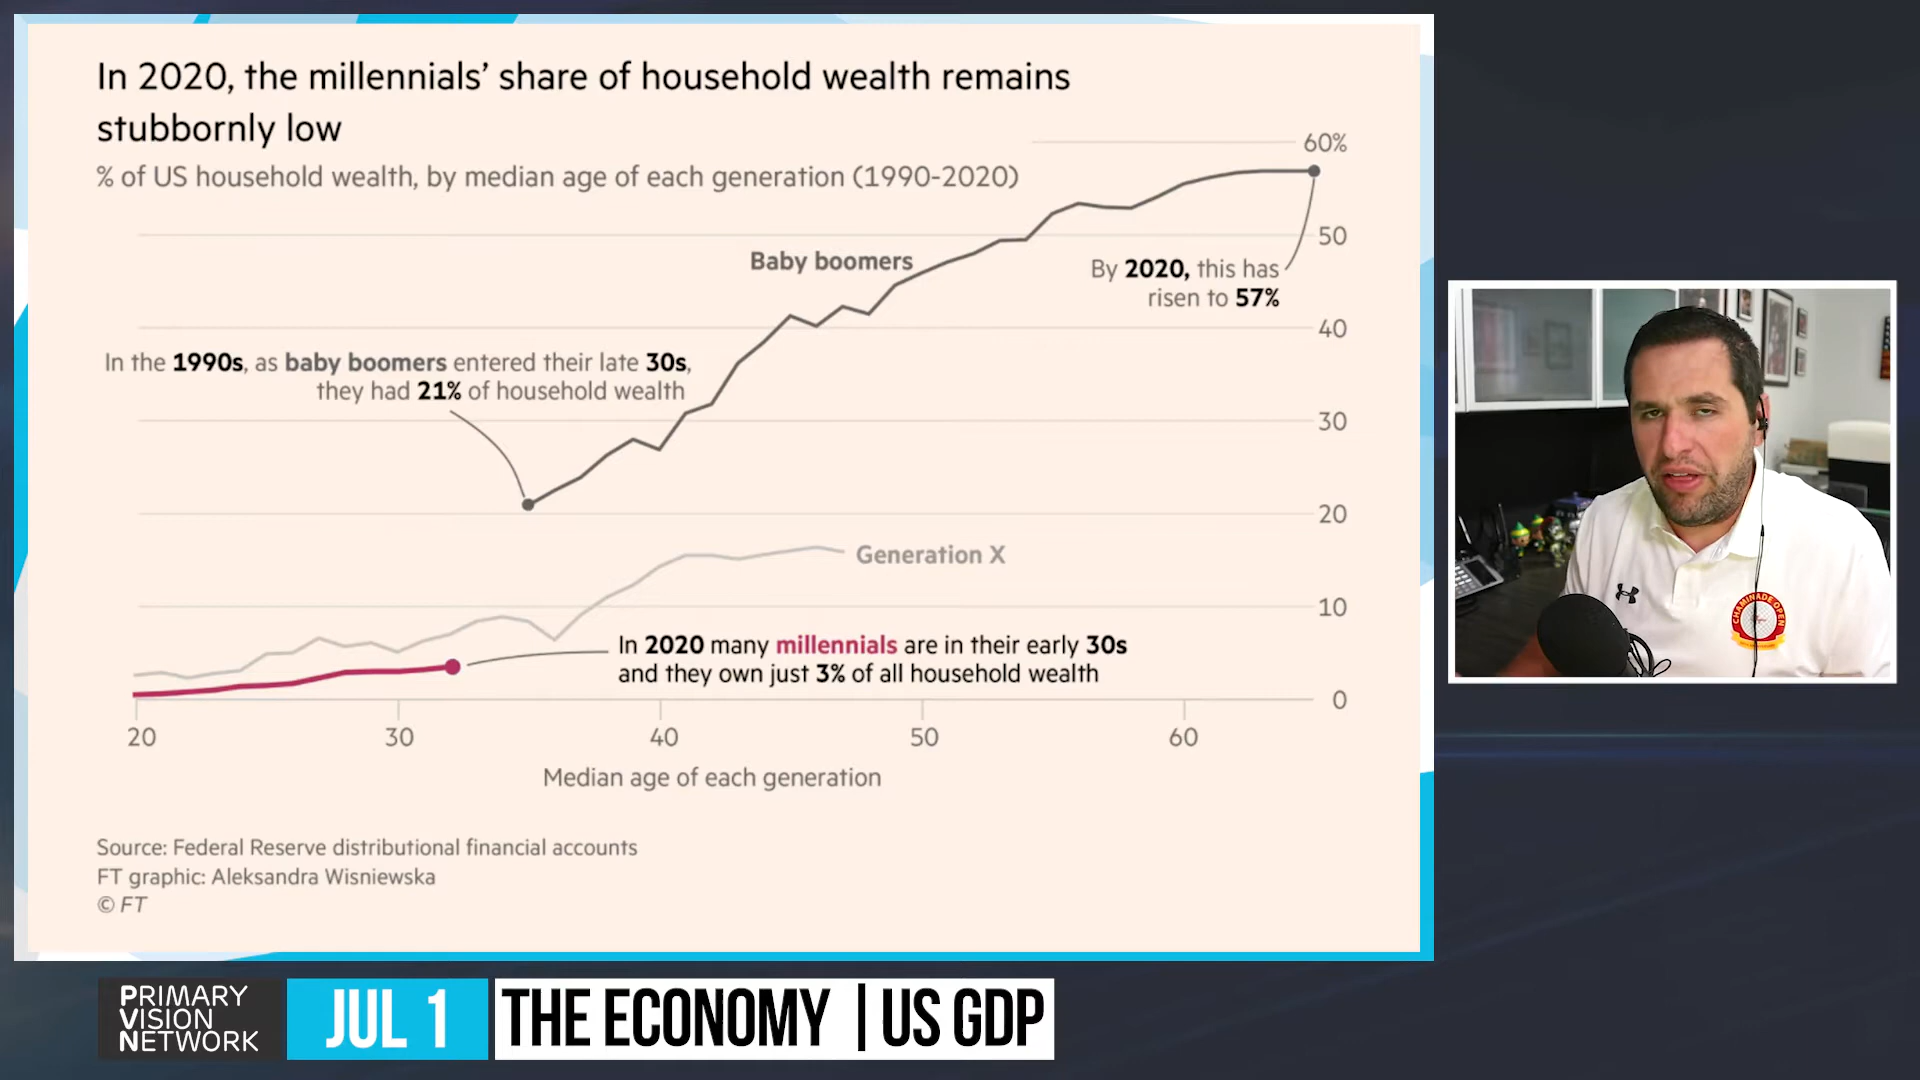 In 2020, the millennials’ share of household wealth remains
stubbornly low
% of US household wealth, by median age of each generation (1990-2020)
60%
50
40
30
20
10
0
Baby boomers
By 2020, this has
risen to 57%
In the 1990s, as baby boomers entered their late 30s,
they had 21% of household wealth
Generation X
In 2020 many millennials are in their early 30s
and they own just 3% of all household wealth
20
30
40
50
60
Median age of each generation
Source: Federal Reserve distributional financial accounts
FT graphic: Aleksandra Wisniewska
© FT
CHAMINADE OPEN
PRIMARY
VISION
NETWORK
JUL 1
THE ECONOMY | US GDP